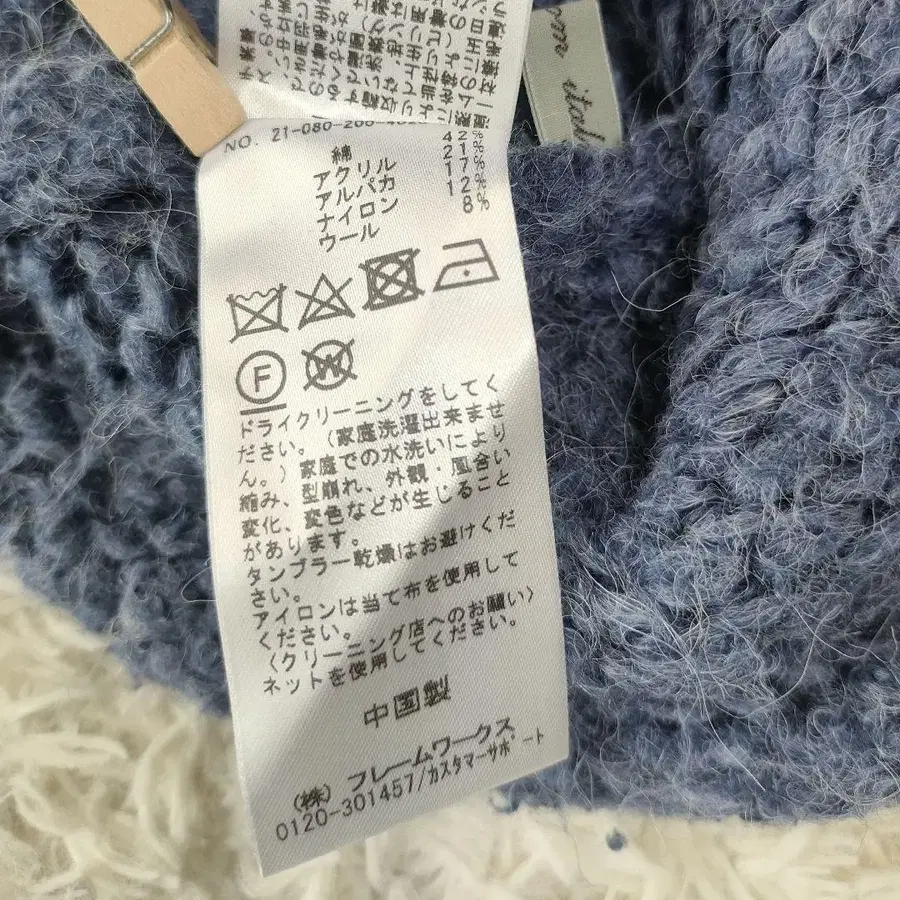 NO. 21-080-200-
綿 42%
アクリル 21%
アルパカ 17%
ナイロン 12%
ウール 8%
F
W
ドライクリーニングをしてく
ださい。(家庭洗濯出来ませ
ん。)家庭での水洗いにより
縮み、型崩れ、外観・風合い
変化、変色などが生じること
があります。
タンブラー乾燥はお避けくだ
さい。
アイロンは当て布を使用して
ください。
〈クリーニング店へのお願い〉
ネットを使用してください。
中国製
(株) フレームワークス
0120-301457/カスタマーサポート